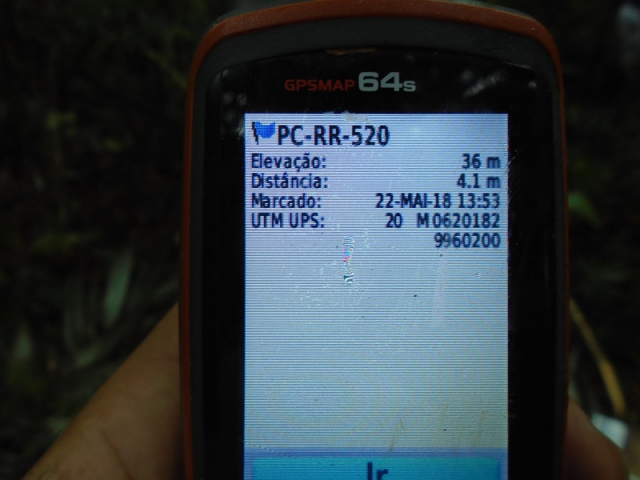 GPSMAP 64s
PC-RR-520
Elevação: 36 m
Distância: 4.1 m
Marcado: 22-MAI-18 13:53
UTM UPS: 20 M 0620182
9960200
Ir